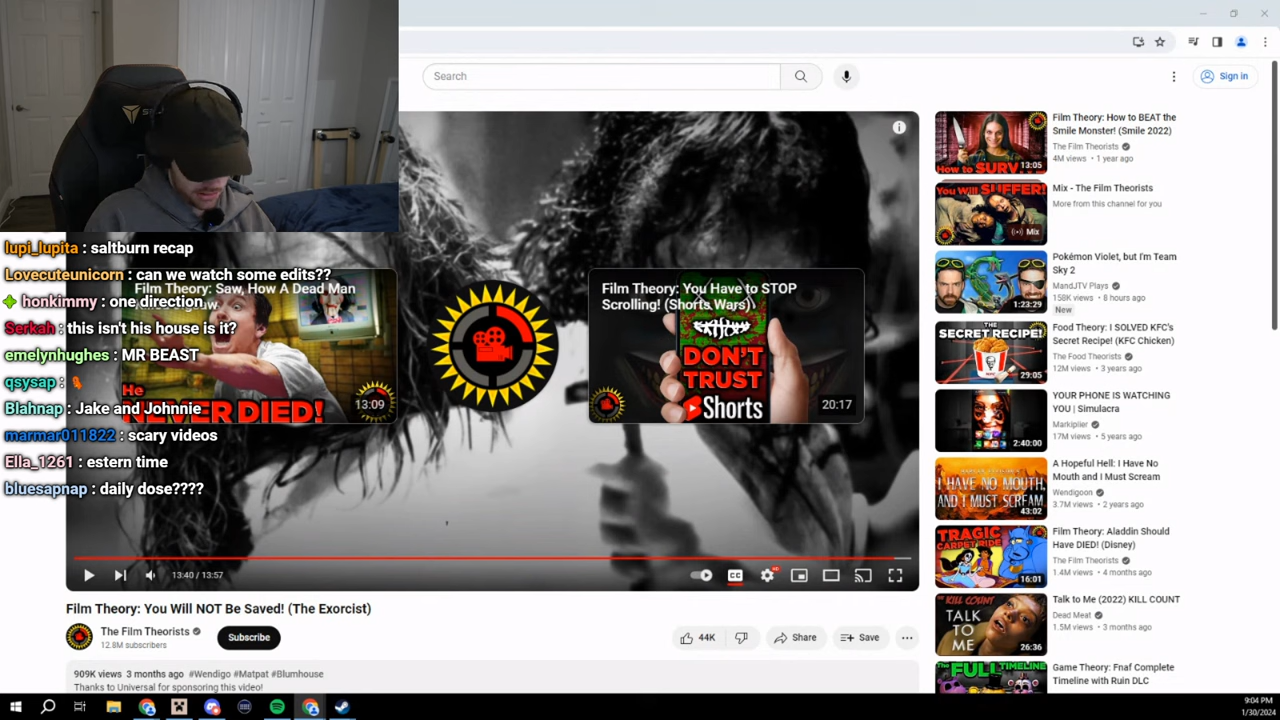 Search
Sign in
lupi_lupita : saltburn recap
Lovecuteunicorn : can we watch some edits??
honkimmy : one direction
Serkah : this isn't his house is it?
emelynhughes : MR BEAST
qsysap :
Blahnap : Jake and Johnnie
marmar011822 : scary videos
Ella_1261 : estern time
bluesapnap : daily dose????
Film Theory: Saw, How A Dead Man
He
NEVER DIED!
13:09
Film Theory: You Have to STOP
Scrolling! (Shorts Wars)
DON'T
TRUST
Shorts
20:17
13:40 / 13:57
CC
Film Theory: You Will NOT Be Saved! (The Exorcist)
The Film Theorists
12.8M subscribers
Subscribe
44K
Share
Save
909K views 3 months ago #Wendigo #Matpat #Blumhouse
Thanks to Universal for sponsoring this video!
How to SURV
13:05
Film Theory: How to BEAT the
Smile Monster! (Smile 2022)
The Film Theorists
4M views • 1 year ago
You Will SUFFER!
Mix
Mix - The Film Theorists
More from this channel for you
1:23:29
Pokémon Violet, but I'm Team
Sky 2
MandJTV Plays
158K views • 8 hours ago
New
THE
SECRET RECIPE!
29:05
Food Theory: I SOLVED KFC's
Secret Recipe! (KFC Chicken)
The Food Theorists
12M views • 3 years ago
2:40:00
YOUR PHONE IS WATCHING
YOU | Simulacra
Markiplier
17M views • 5 years ago
I HAVE NO MOUTH,
AND I MUST SCREAM
43:02
A Hopeful Hell: I Have No
Mouth and I Must Scream
Wendigoon
3.7M views • 2 years ago
TRAGIC
CARPET RIDE
16:01
Film Theory: Aladdin Should
Have DIED! (Disney)
The Film Theorists
1.4M views • 4 months ago
THE KILL COUNT
TALK
TO
ME
26:36
Talk to Me (2022) KILL COUNT
Dead Meat
1.5M views • 3 months ago
THE FULL TIMELINE
Game Theory: Fnaf Complete
Timeline with Ruin DLC
9:04 PM
1/30/2024